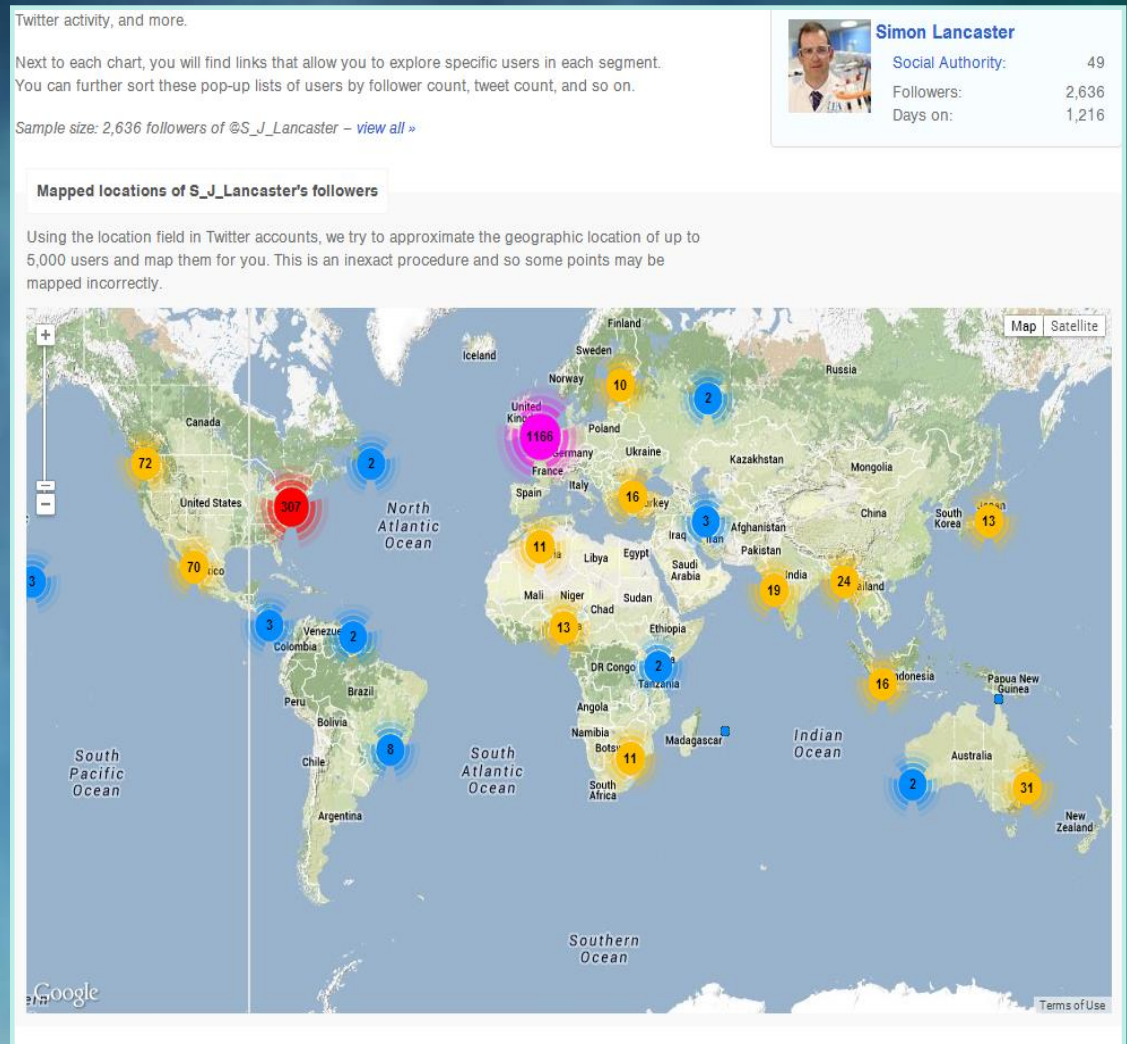 Twitter activity, and more.
Next to each chart, you will find links that allow you to explore specific users in each segment.
You can further sort these pop-up lists of users by follower count, tweet count, and so on.
Sample size: 2,636 followers of @S_J_Lancaster – view all »
Simon Lancaster
Social Authority: 49
Followers: 2,636
Days on: 1,216
Mapped locations of S_J_Lancaster's followers
Using the location field in Twitter accounts, we try to approximate the geographic location of up to
5,000 users and map them for you. This is an inexact procedure and so some points may be
mapped incorrectly.
+
−
Map Satellite
Finland
Iceland
Sweden
Russia
Norway
10
2
United
Canada
1166
Poland
Germany
Ukraine
Kazakhstan
Mongolia
72
2
France
Spain
Italy
United States
307
North
Atlantic
Ocean
16
3
Afghanistan
China
South
Korea
13
Iraq
Pakistan
11
Libya
Egypt
Saudi
Arabia
70
3
India
19
24
Mali
Niger
Chad
Sudan
3
Colombia
2
13
Ethiopia
DR Congo
2
Tanzania
16
Papua New
Guinea
Peru
Brazil
Angola
Bolivia
Namibia
Madagascar
Indian
Ocean
Chile
8
South
Pacific
Ocean
South
Atlantic
Ocean
11
South
Africa
Australia
2
31
New
Zealand
Argentina
Southern
Ocean
Google
Terms of Use